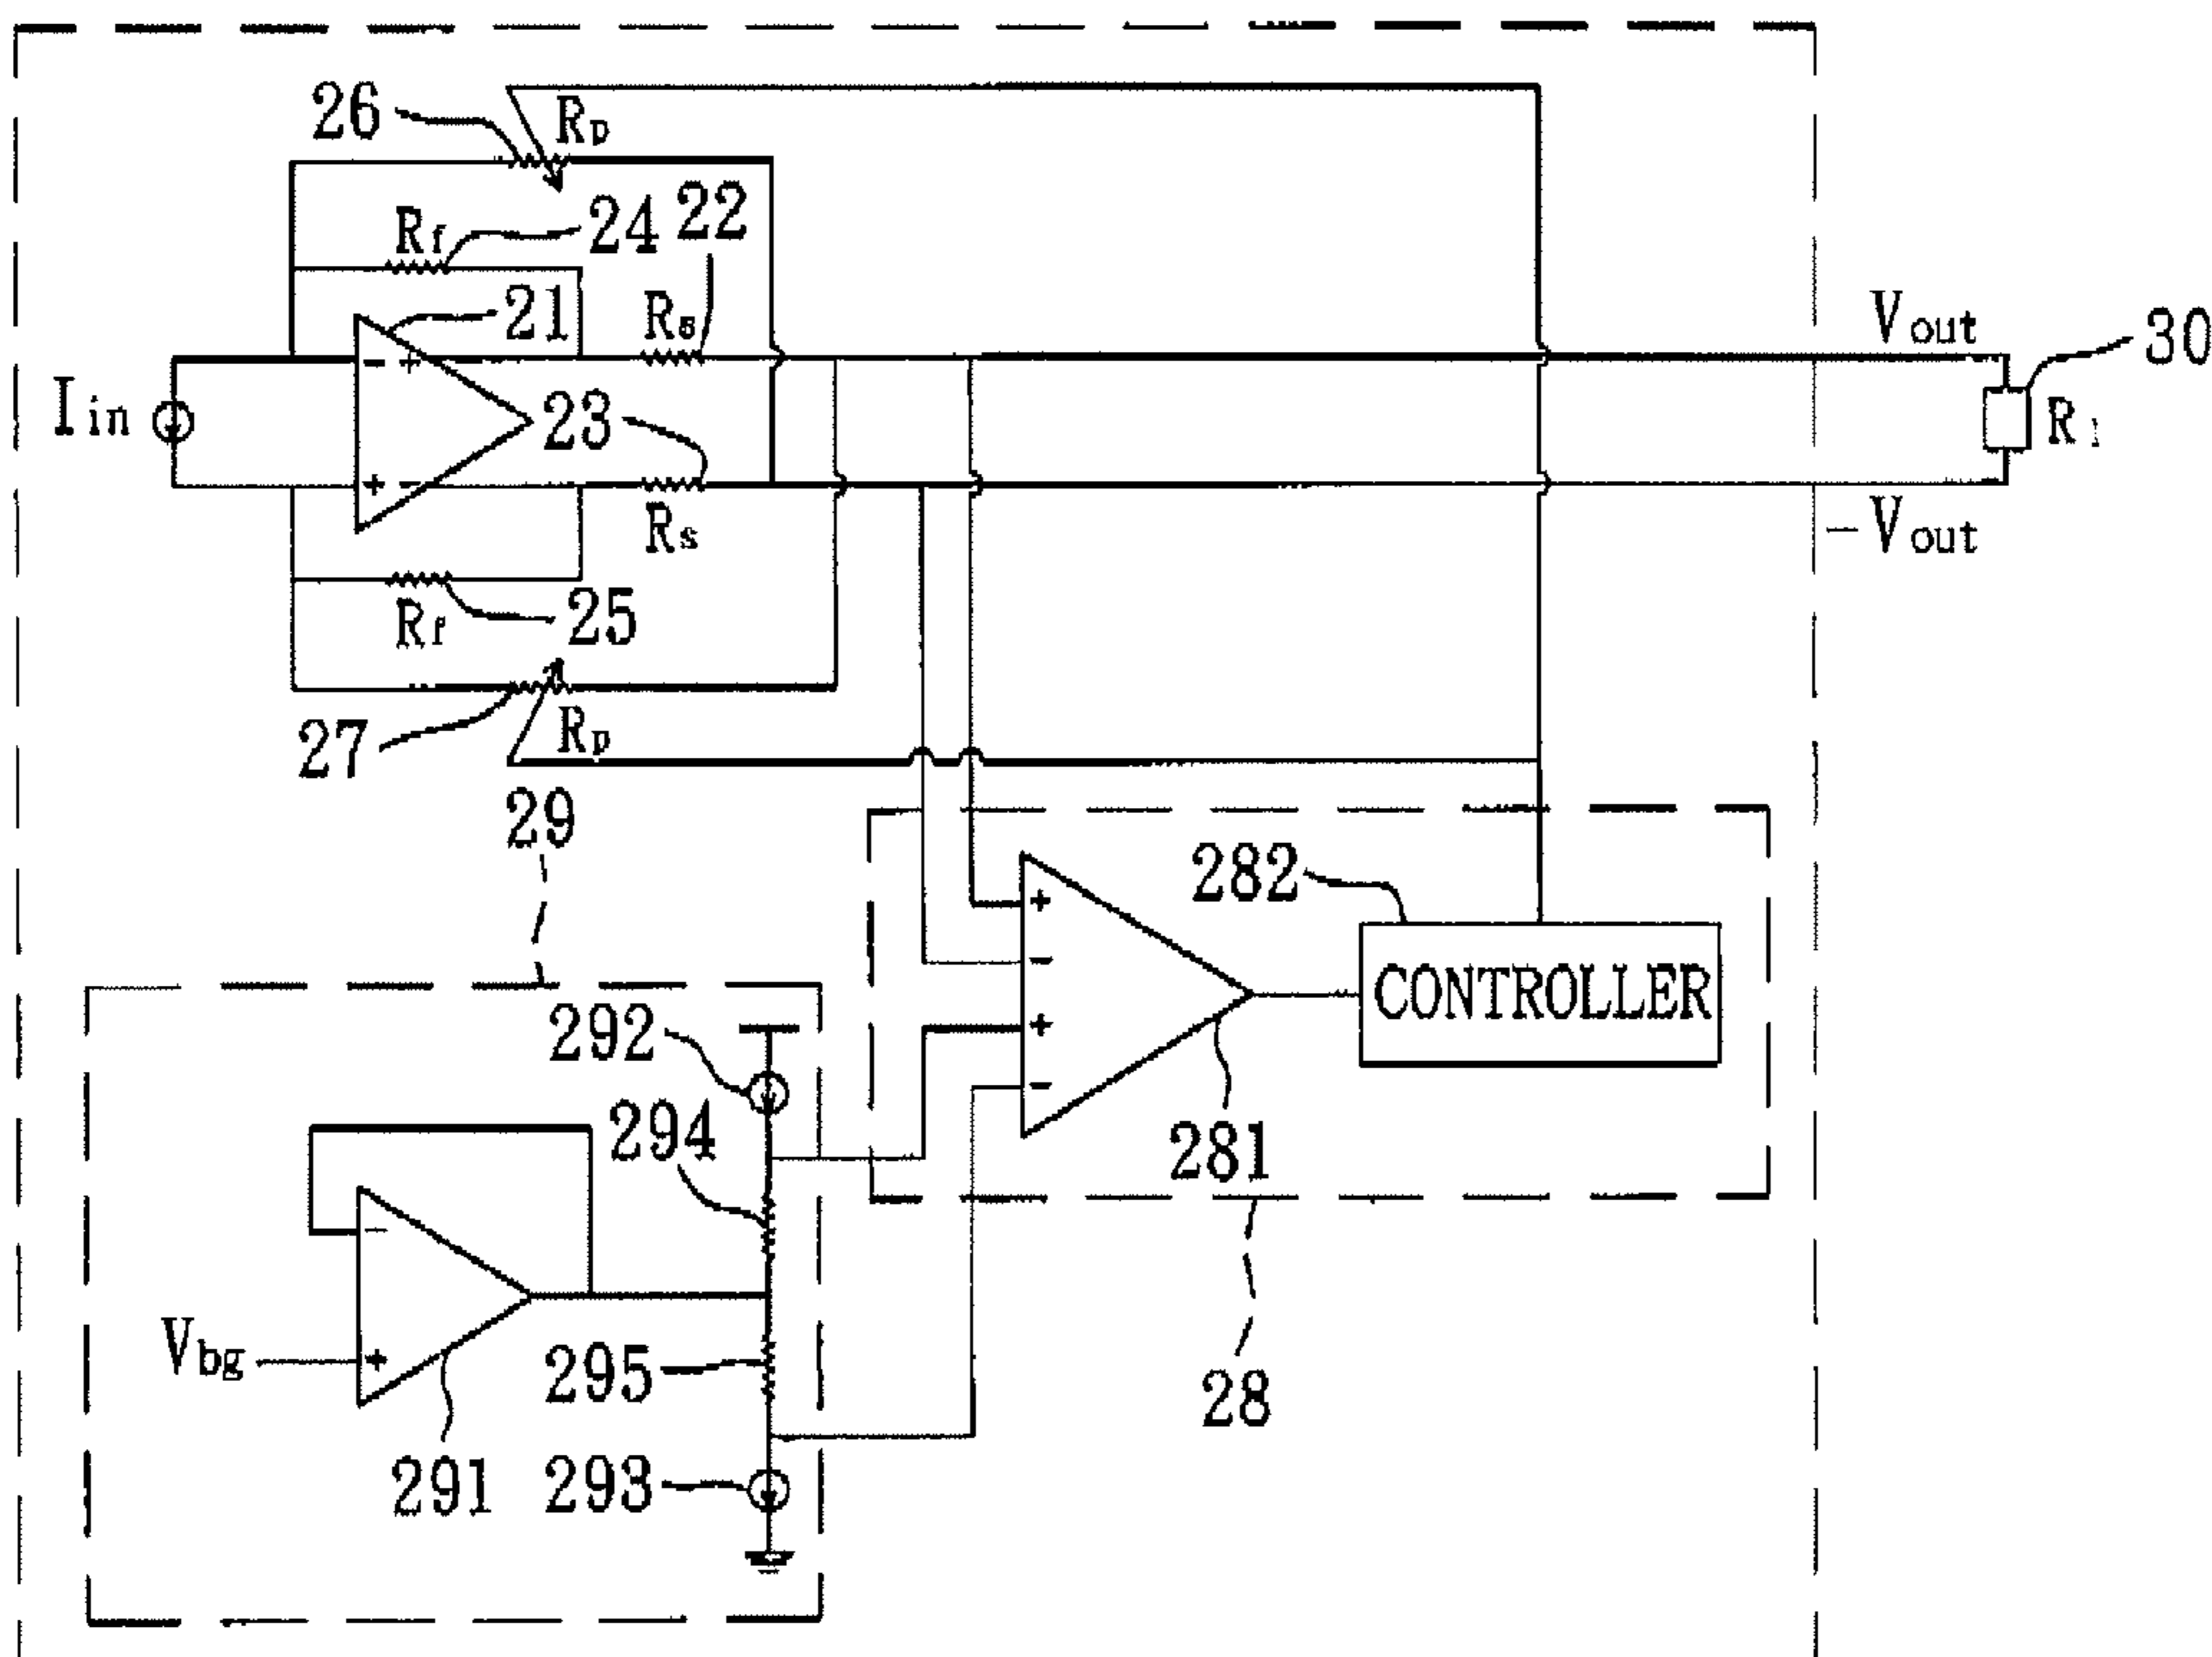 26
Rp
24
22
Rf
21
Rs
Vout
30
- +
Iin
23
R1
+ -
Rs
-Vout
Rf
25
27
Rp
29
282
+
-
CONTROLLER
292
+
294
-
281
-
Vbg
+
295
28
291
293